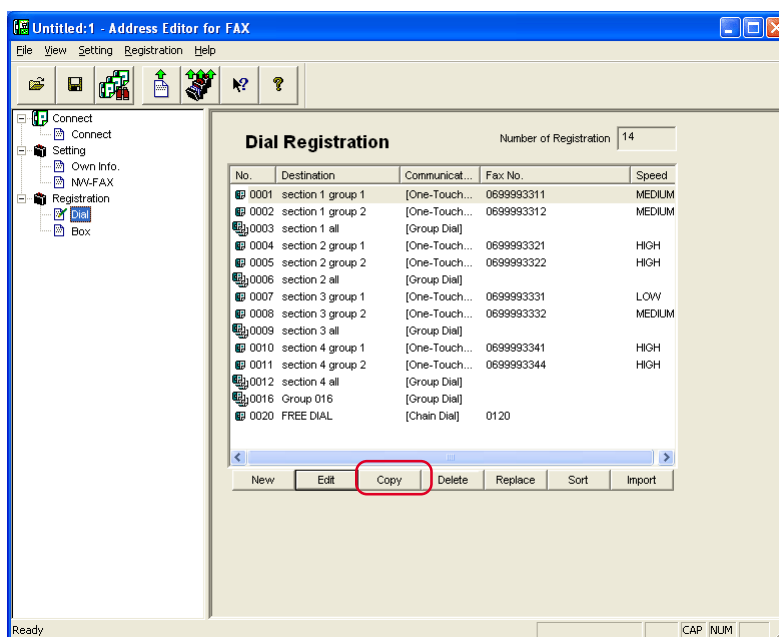 Untitled:1 - Address Editor for FAX
File View Setting Registration Help
Connect
Connect
Setting
Own Info.
NW-FAX
Registration
Dial
Box
Dial Registration
Number of Registration 14
No. Destination Communicat... Fax No. Speed
0001 section 1 group 1 [One-Touch... 0699993311 MEDIUM
0002 section 1 group 2 [One-Touch... 0699993312 MEDIUM
0003 section 1 all [Group Dial]
0004 section 2 group 1 [One-Touch... 0699993321 HIGH
0005 section 2 group 2 [One-Touch... 0699993322 HIGH
0006 section 2 all [Group Dial]
0007 section 3 group 1 [One-Touch... 0699993331 LOW
0008 section 3 group 2 [One-Touch... 0699993332 MEDIUM
0009 section 3 all [Group Dial]
0010 section 4 group 1 [One-Touch... 0699993341 HIGH
0011 section 4 group 2 [One-Touch... 0699993344 HIGH
0012 section 4 all [Group Dial]
0016 Group 016 [Group Dial]
0020 FREE DIAL [Chain Dial] 0120
New Edit Copy Delete Replace Sort Import
Ready CAP NUM